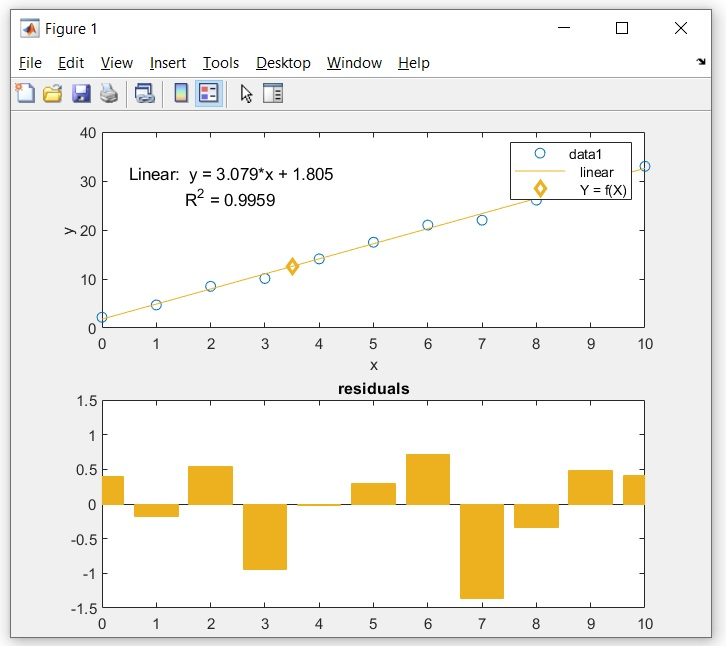 Figure 1
File Edit View Insert Tools Desktop Window Help
40
30
20
10
0
y
Linear: y = 3.079*x + 1.805
R2 = 0.9959
data1
linear
Y = f(X)
0 1 2 3 4 5 6 7 8 9 10
x
residuals
1.5
1
0.5
0
-0.5
-1
-1.5
0 1 2 3 4 5 6 7 8 9 10